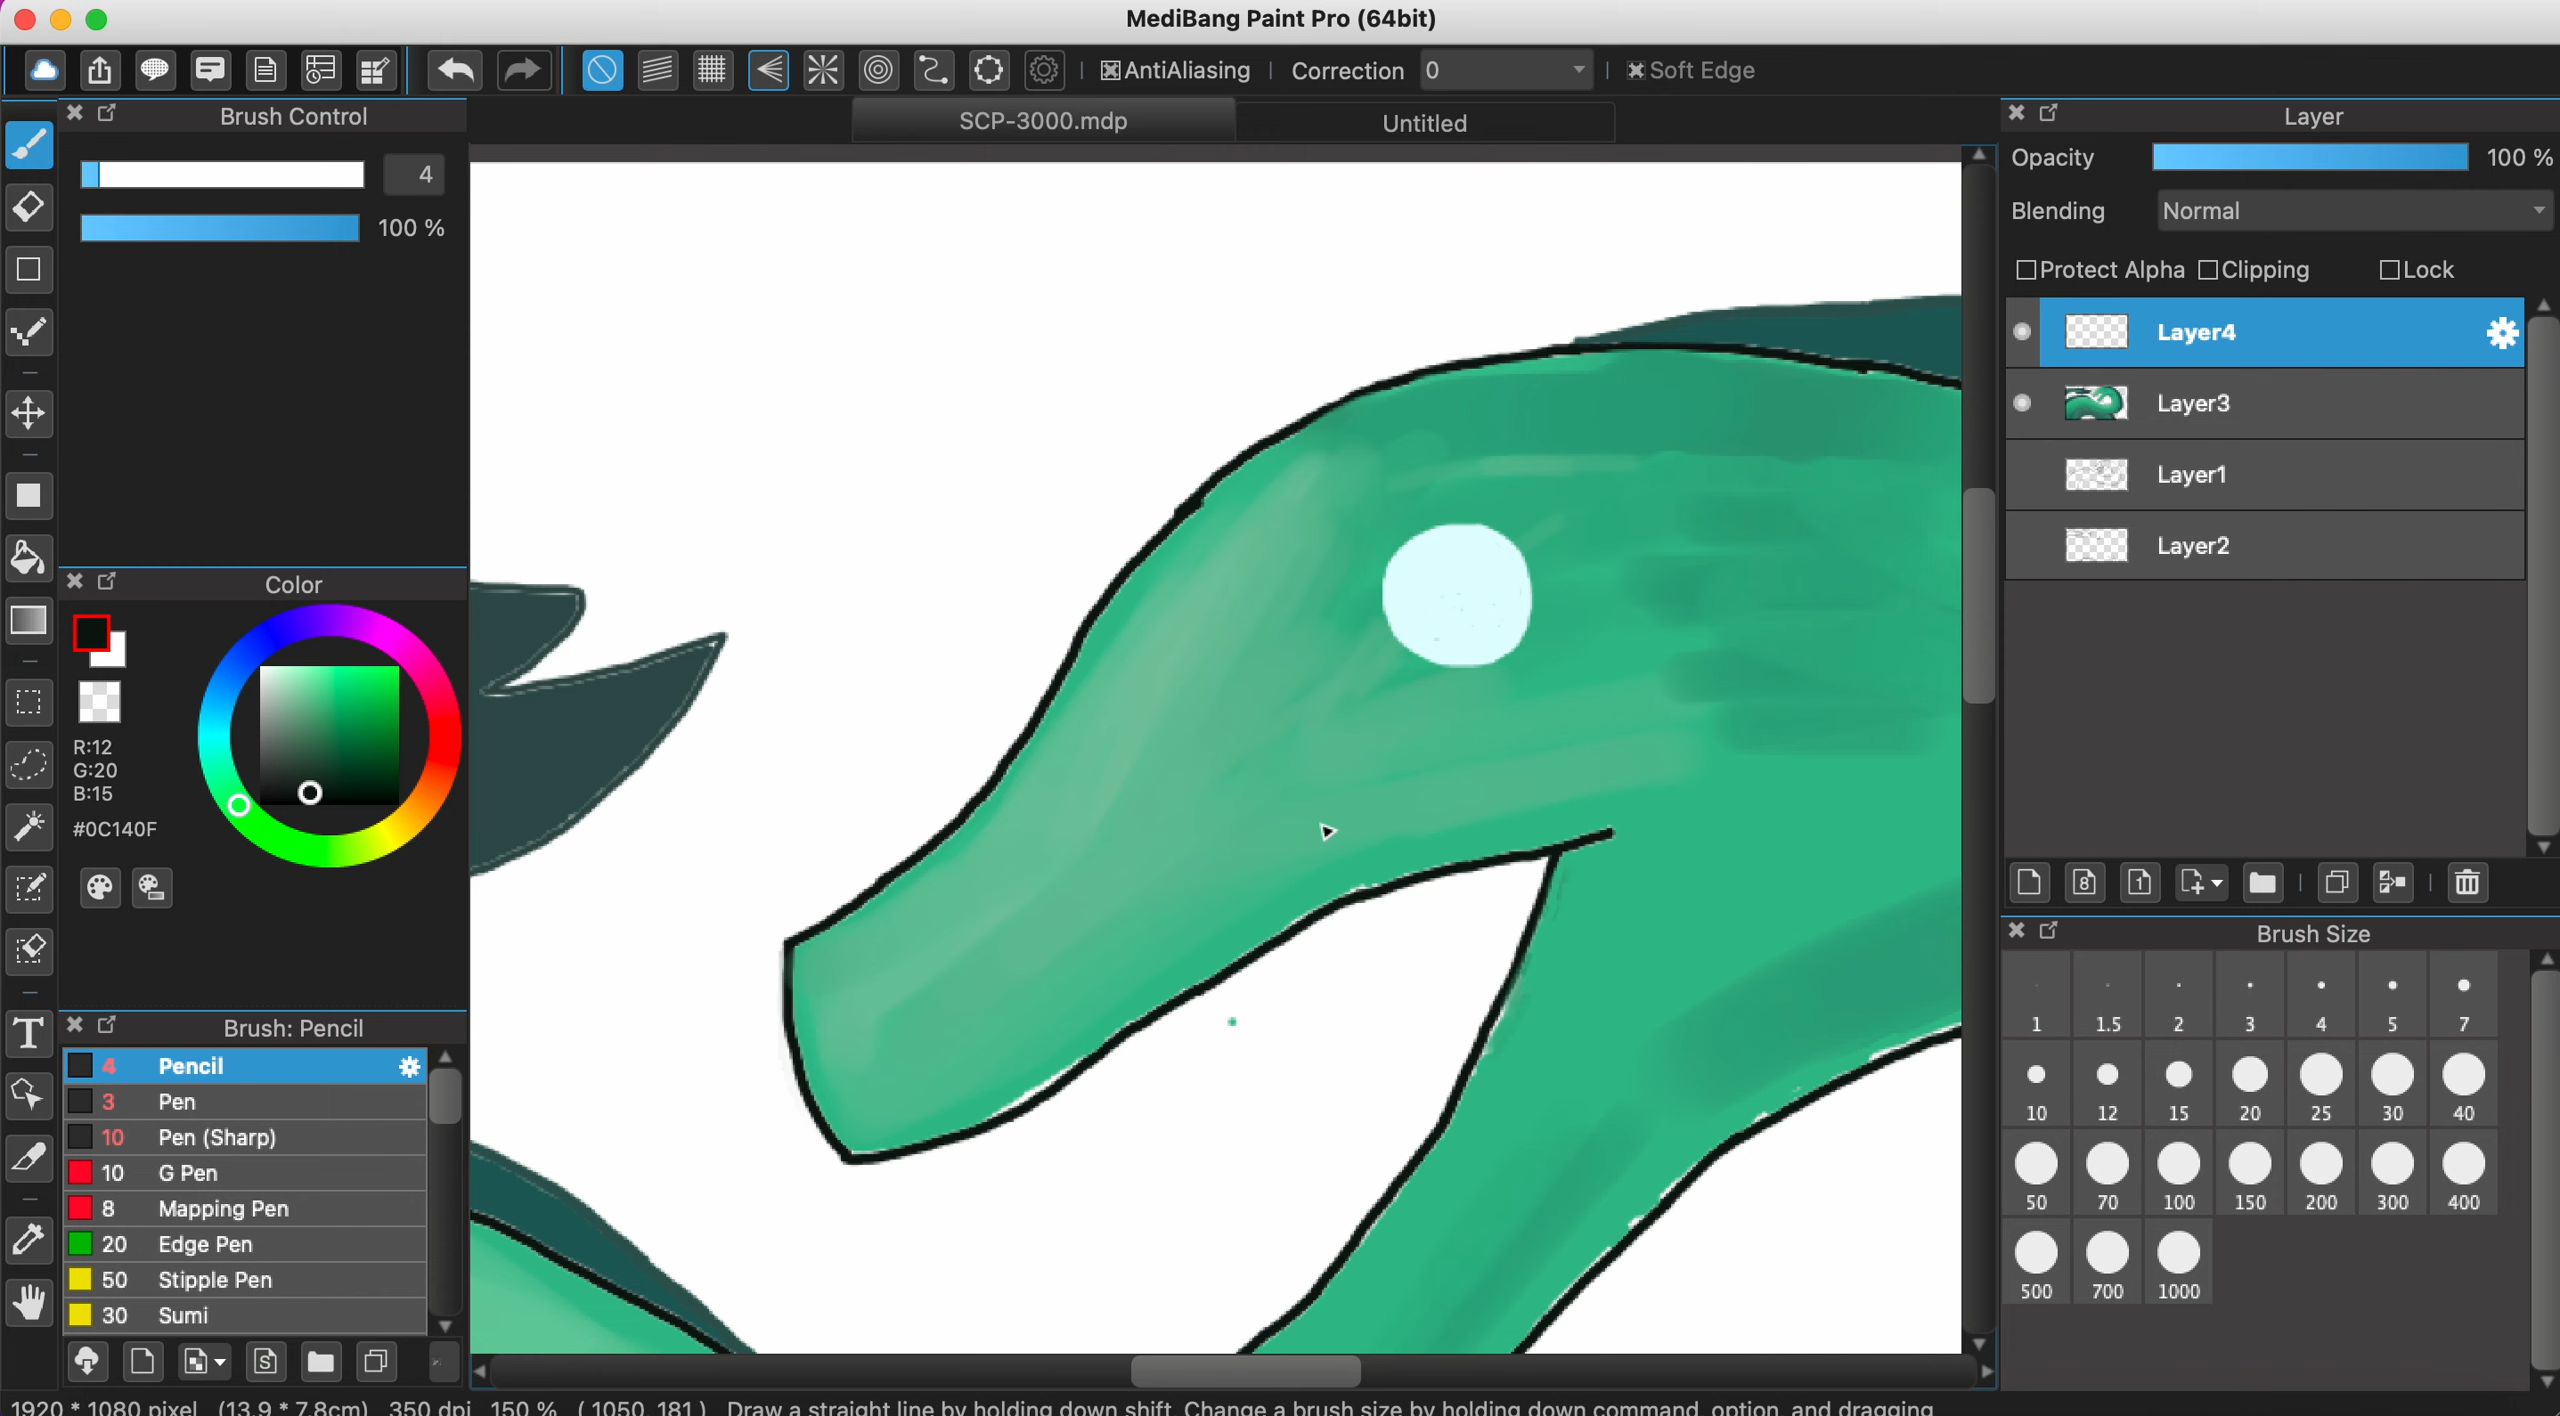 MediBang Paint Pro (64bit)
AntiAliasing
Correction 0
Soft Edge
Brush Control
SCP-3000.mdp
Untitled
Layer
4
100 %
Opacity 100 %
Blending Normal
Protect Alpha Clipping Lock
Layer4
Layer3
Layer1
Layer2
Color
R:12
G:20
B:15
#0C140F
8 1
Brush Size
1 1.5 2 3 4 5 7
10 12 15 20 25 30 40
50 70 100 150 200 300 400
500 700 1000
T
Brush: Pencil
4 Pencil
3 Pen
10 Pen (Sharp)
10 G Pen
8 Mapping Pen
20 Edge Pen
50 Stipple Pen
30 Sumi
S
1920 * 1080 pixel (13.9 * 7.8cm) 350 dpi 150 % ( 1050, 181 ) Draw a straight line by holding down shift, Change a brush size by holding down command, option, and dragging